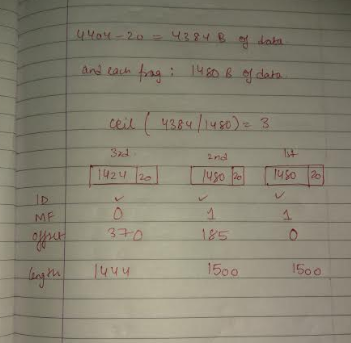 4404-20 = 4384 B of data
and each frag : 1480 B of data
ceil ( 4384/1480) = 3
3rd 2nd 1st
1424 20 1480 20 1480 20
ID ✓ ✓ ✓
MF 0 1 1
offset 370 185 0
length 1444 1500 1500